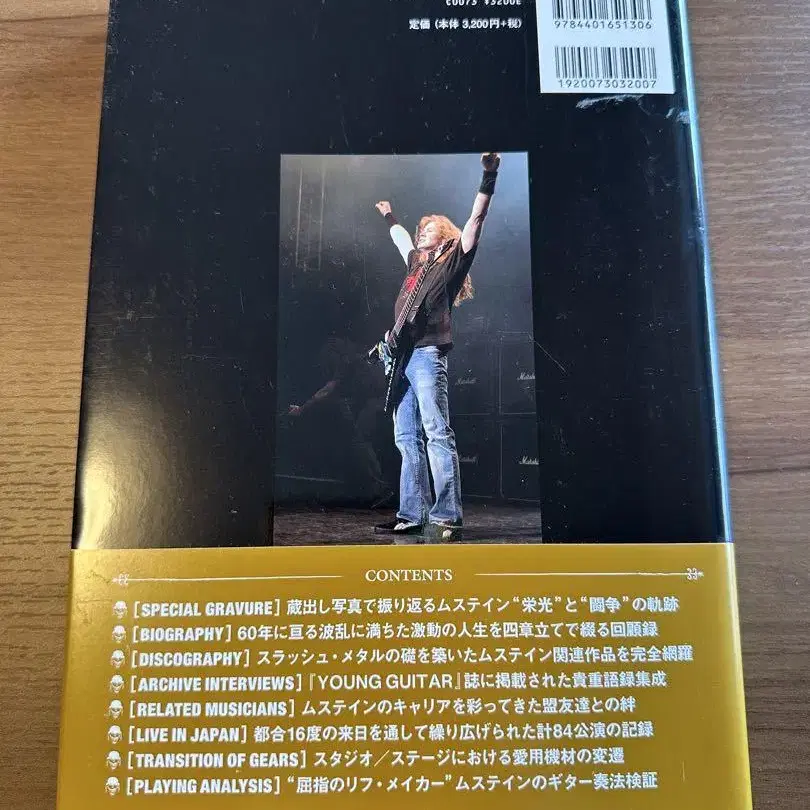 C0073 ¥3200E
定価(本体 3,200円+税)
9784401651306
1920073032007
Marshall
Marshall
Marshall
CONTENTS
[SPECIAL GRAVURE] 蔵出し写真で振り返るムステイン“栄光”と“闘争”の軌跡
[BIOGRAPHY] 60年に亘る波乱に満ちた激動の人生を四章立てで綴る回顧録
[DISCOGRAPHY] スラッシュ・メタルの礎を築いたムステイン関連作品を完全網羅
[ARCHIVE INTERVIEWS]『YOUNG GUITAR』誌に掲載された貴重語録集成
[RELATED MUSICIANS] ムステインのキャリアを彩ってきた盟友達との絆
[LIVE IN JAPAN] 都合16度の来日を通して繰り広げられた計84公演の記録
[TRANSITION OF GEARS] スタジオ/ステージにおける愛用機材の変遷
[PLAYING ANALYSIS] “屈指のリフ・メイカー”ムステインのギター奏法検証